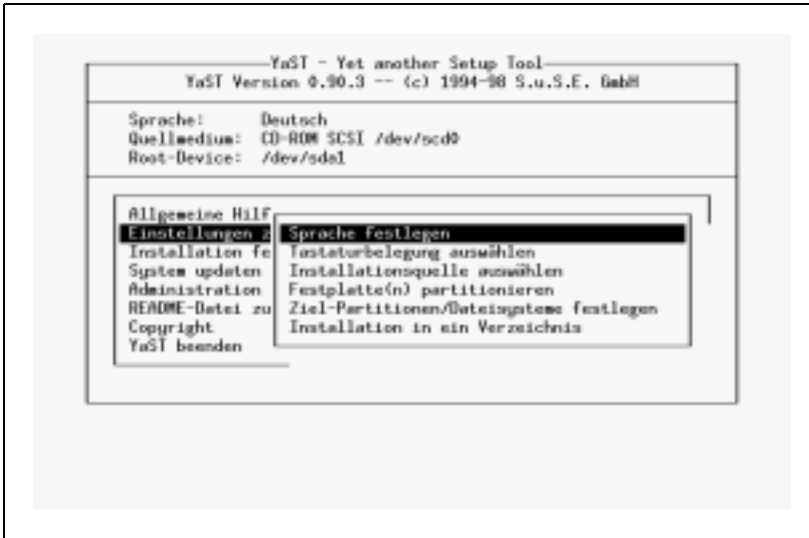 YaST - Yet another Setup Tool
YaST Version 0.90.3 -- (c) 1994-98 S.u.S.E. GmbH
Sprache: Deutsch
Quellmedium: CD-ROM SCSI /dev/scd0
Root-Device: /dev/sda1
Allgemeine Hilf
Einstellungen z
Installation fe
System updaten
Administration
README-Datei zu
Copyright
YaST beenden
Sprache festlegen
Tastaturbelegung auswählen
Installationsquelle auswählen
Festplatte(n) partitionieren
Ziel-Partitionen/Dateisysteme festlegen
Installation in ein Verzeichnis